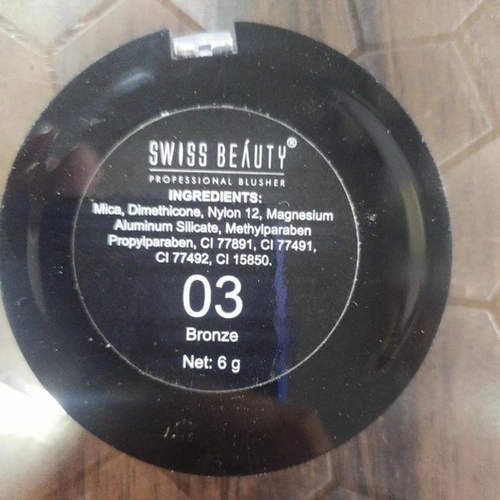 SWISS BEAUTY®
PROFESSIONAL BLUSHER
INGREDIENTS:
Mica, Dimethicone, Nylon 12, Magnesium
Aluminum Silicate, Methylparaben
Propylparaben, CI 77891, CI 77491,
CI 77492, CI 15850.
03
Bronze
Net: 6 g